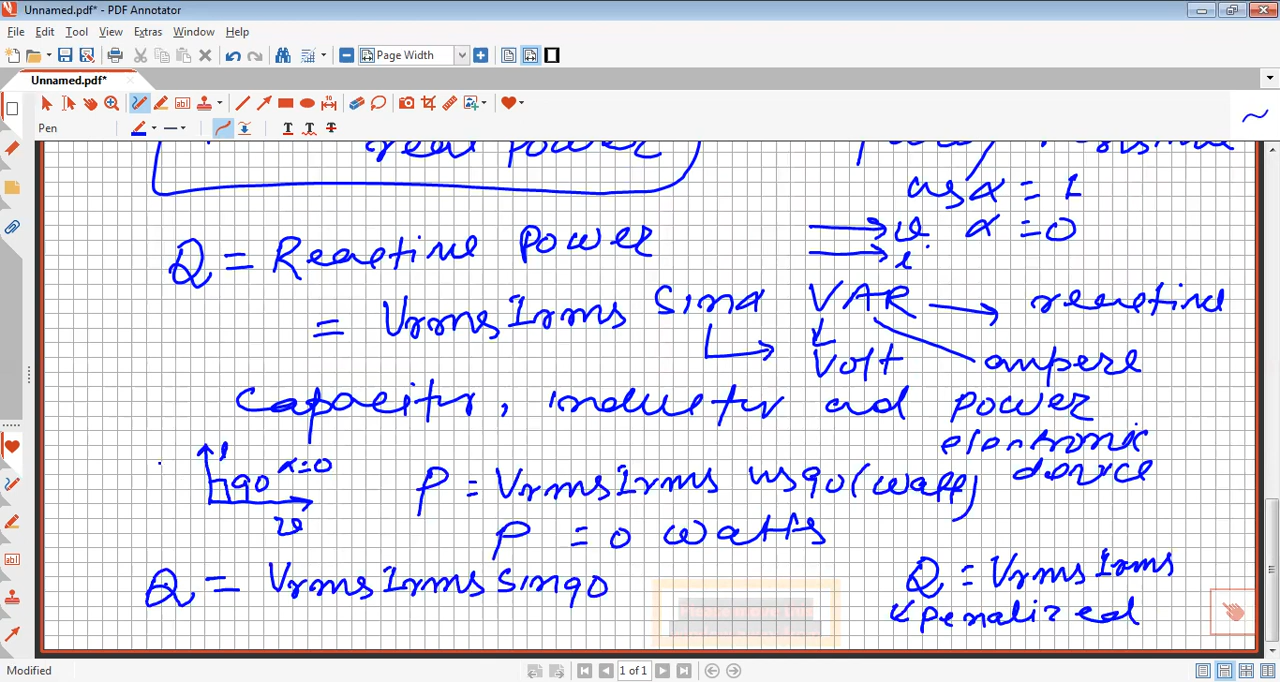 Unnamed.pdf* - PDF Annotator
File Edit Tool View Extras Window Help
Page Width
Unnamed.pdf*
Pen
real power
cosα = 1
v α = 0
i
Q = Reactive Power
= Vrms Irms Sinα VAR → reactive
Volt ampere
Capacitor, inductor and power
electronic
device
i
90 α=0
v
P = Vrms Irms cos90 (watt)
P = 0 watts
Q = Vrms Irms Sin90
Q = Vrms Irms
penalized
1 of 1
Modified